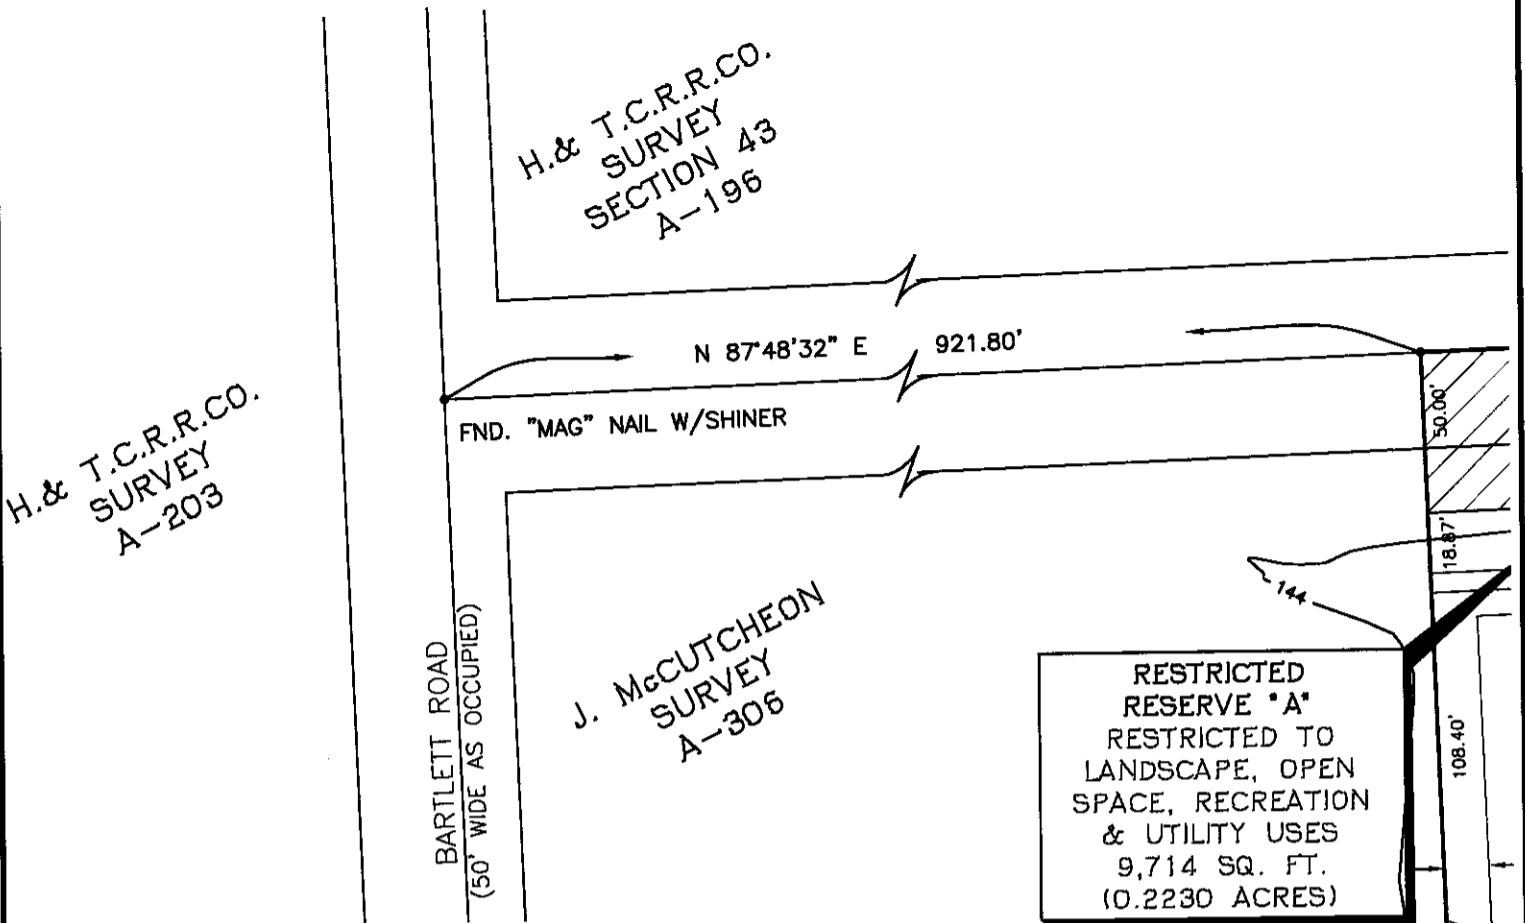 H.& T.C.R.R.CO.
SURVEY
SECTION 43
A-196
N 87°48'32" E 921.80'
FND. "MAG" NAIL W/SHINER
H.& T.C.R.R.CO.
SURVEY
A-203
50.00'
18.87'
144
J. McCUTCHEON
SURVEY
A-306
BARTLETT ROAD
(50' WIDE AS OCCUPIED)
RESTRICTED
RESERVE "A"
RESTRICTED TO
LANDSCAPE, OPEN
SPACE, RECREATION
& UTILITY USES
9,714 SQ. FT.
(0.2230 ACRES)
108.40'